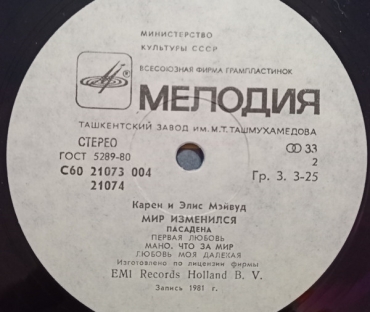 МИНИСТЕРСТВО
КУЛЬТУРЫ СССР
ВСЕСОЮЗНАЯ ФИРМА ГРАМПЛАСТИНОК
МЕЛОДИЯ
ТАШКЕНТСКИЙ ЗАВОД ИМ. М.Т. ТАШМУХАМЕДОВА
СТЕРЕО
ГОСТ 5289-80
33
2
С60 21073 004
21074
Гр. 3. 3-25
Карен и Элис Мэйвуд
МИР ИЗМЕНИЛСЯ
ПАСАДЕНА
ПЕРВАЯ ЛЮБОВЬ
МАНО, ЧТО ЗА МИР
ЛЮБОВЬ МОЯ ДАЛЕКАЯ
Изготовлено по лицензии фирмы
EMI Records Holland B. V.
Запись 1981 г.